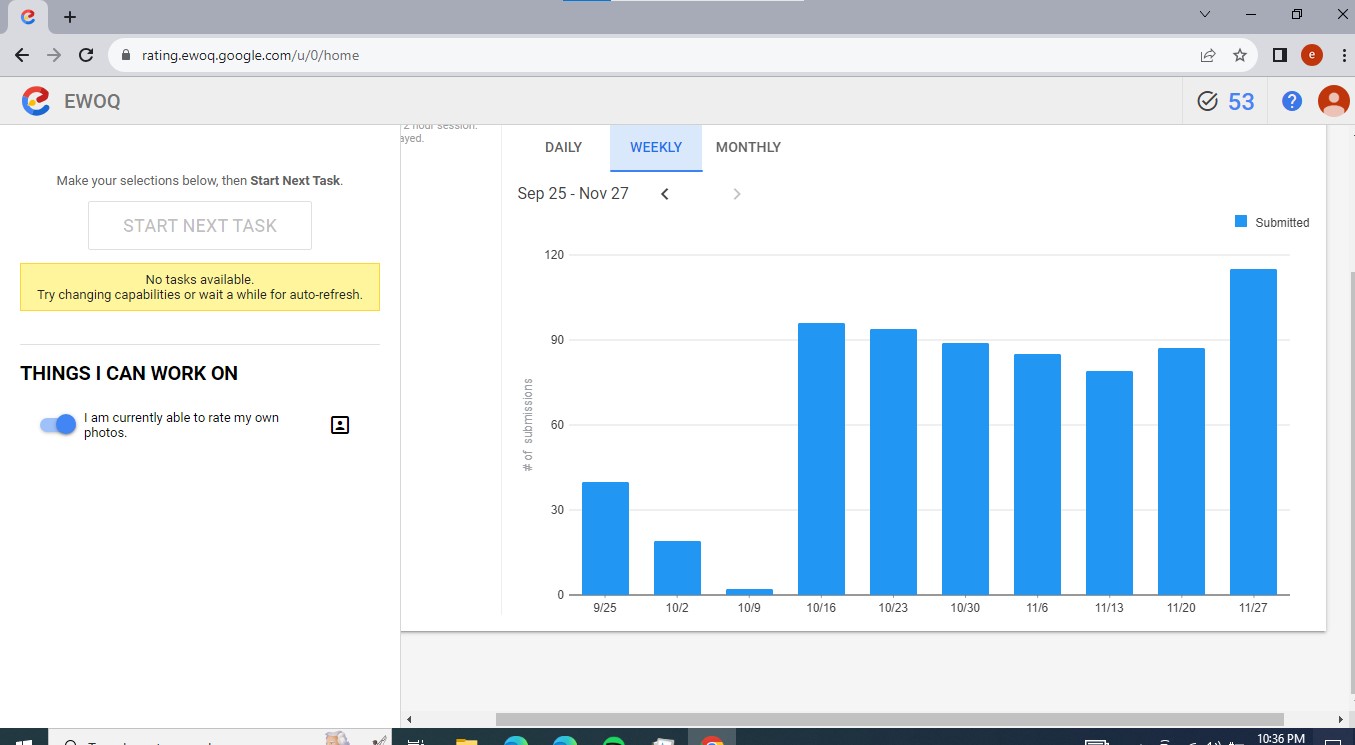 rating.ewoq.google.com/u/0/home
e
EWOQ
53
?
2 hour session.
ayed.
Make your selections below, then Start Next Task.
START NEXT TASK
No tasks available.
Try changing capabilities or wait a while for auto-refresh.
THINGS I CAN WORK ON
I am currently able to rate my own
photos.
DAILY WEEKLY MONTHLY
Sep 25 - Nov 27
Submitted
# of submissions
120
90
60
30
0
9/25 10/2 10/9 10/16 10/23 10/30 11/6 11/13 11/20 11/27
10:36 PM